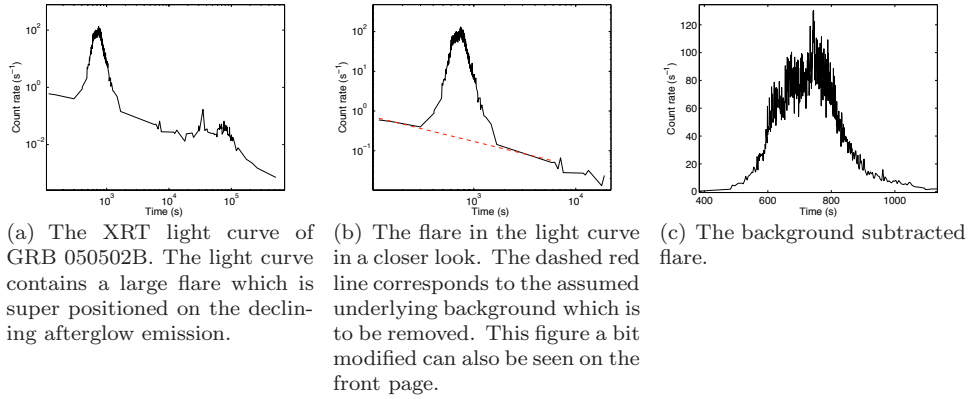 10²
10⁰
10⁻²
Count rate (s⁻¹)
10³
10⁴
10⁵
Time (s)
(a) The XRT light curve of
GRB 050502B. The light curve
contains a large flare which is
super positioned on the declin-
ing afterglow emission.
10²
10¹
10⁰
10⁻¹
Count rate (s⁻¹)
10³
10⁴
Time (s)
(b) The flare in the light curve
in a closer look. The dashed red
line corresponds to the assumed
underlying background which is
to be removed. This figure a bit
modified can also be seen on the
front page.
120
100
80
60
40
20
0
Count rate (s⁻¹)
400
600
800
1000
Time (s)
(c) The background subtracted
flare.